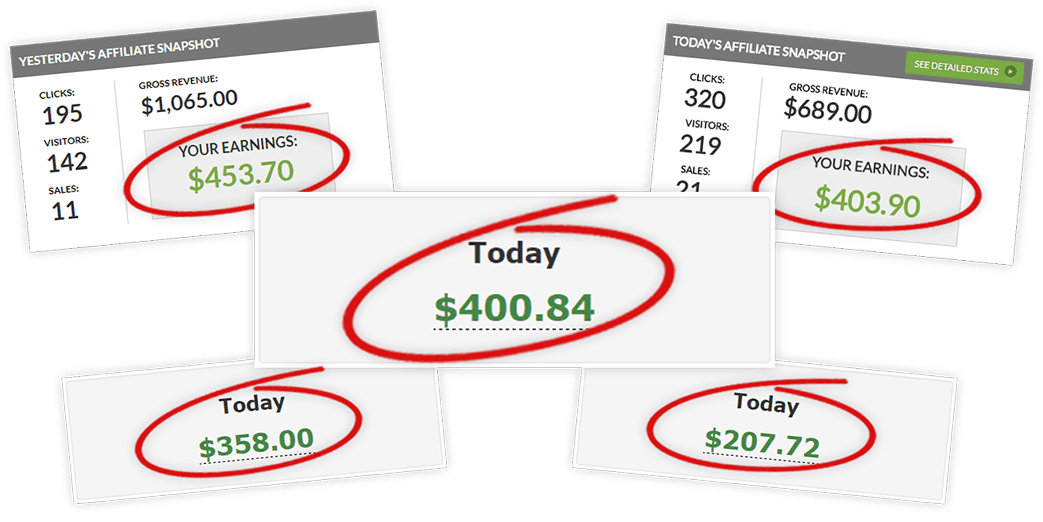 YESTERDAY'S AFFILIATE SNAPSHOT
CLICKS:
195
VISITORS:
142
SALES:
11
GROSS REVENUE:
$1,065.00
YOUR EARNINGS:
$453.70
TODAY'S AFFILIATE SNAPSHOT
SEE DETAILED STATS
CLICKS:
320
VISITORS:
219
SALES:
21
GROSS REVENUE:
$689.00
YOUR EARNINGS:
$403.90
Today
$400.84
Today
$358.00
Today
$207.72